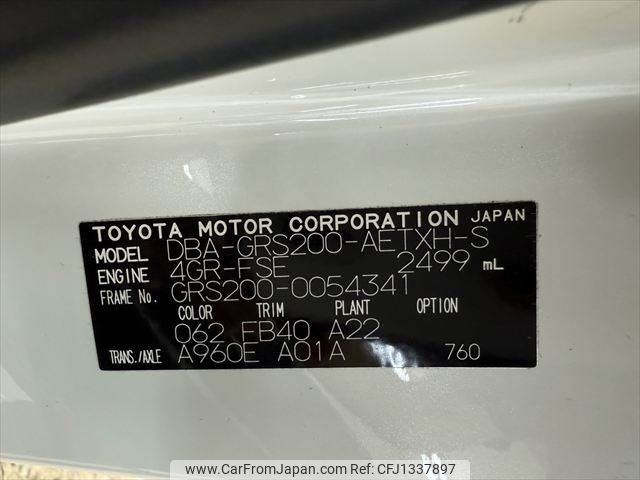 TOYOTA MOTOR CORPORATION JAPAN
MODEL DBA-GRS200-AETXH-S
ENGINE 4GR-FSE 2499 mL
FRAME No. GRS200-0054341
COLOR TRIM PLANT OPTION
062 FB40 A22
TRANS./AXLE A960E A01A 760
www.CarFromJapan.com | CFJ1337897